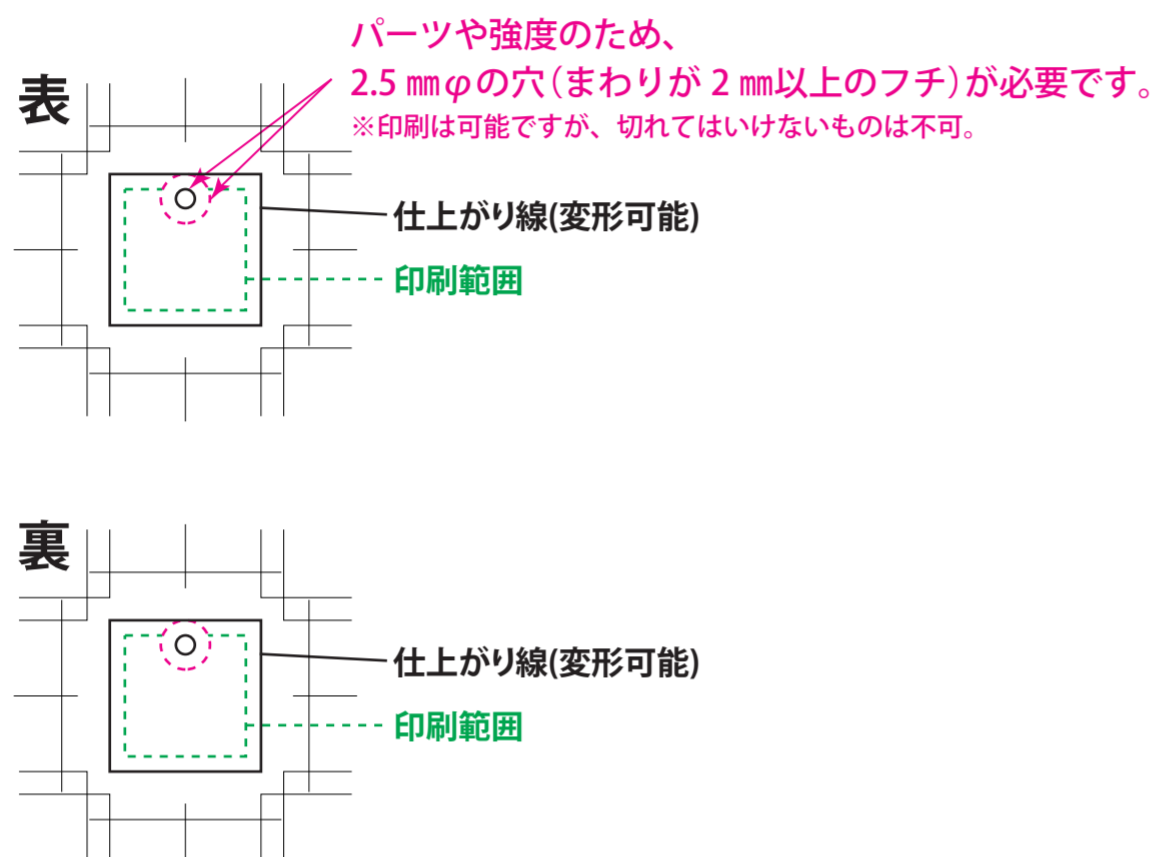 パーツや強度のため、
表
2.5 ㎜φの穴（まわりが 2 ㎜以上のフチ）が必要です。
※印刷は可能ですが、切れてはいけないものは不可。
仕上がり線(変形可能)
印刷範囲
裏
仕上がり線(変形可能)
印刷範囲